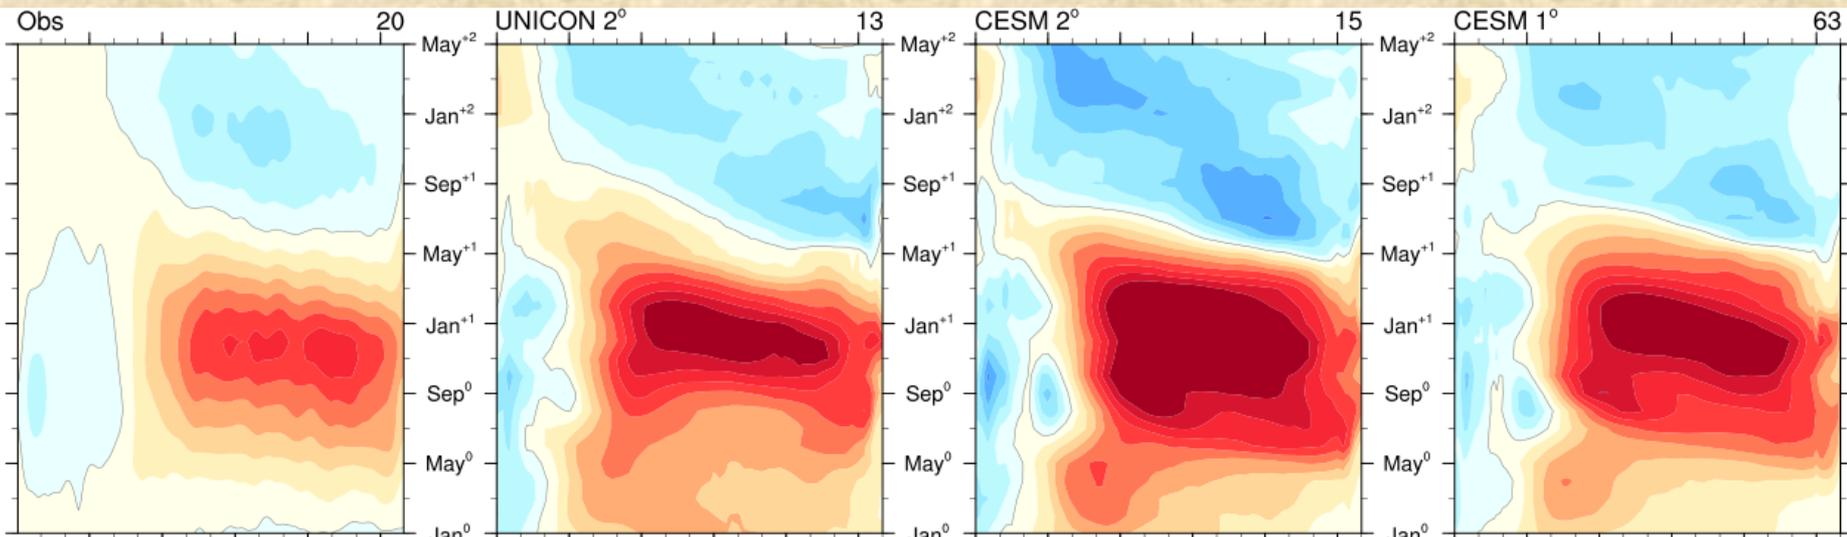 Obs 20 UNICON 2° 13 CESM 2° 15 CESM 1° 63
May⁺² May⁺² May⁺²
Jan⁺² Jan⁺² Jan⁺²
Sep⁺¹ Sep⁺¹ Sep⁺¹
May⁺¹ May⁺¹ May⁺¹
Jan⁺¹ Jan⁺¹ Jan⁺¹
Sep⁰ Sep⁰ Sep⁰
May⁰ May⁰ May⁰
Jan⁰ Jan⁰ Jan⁰